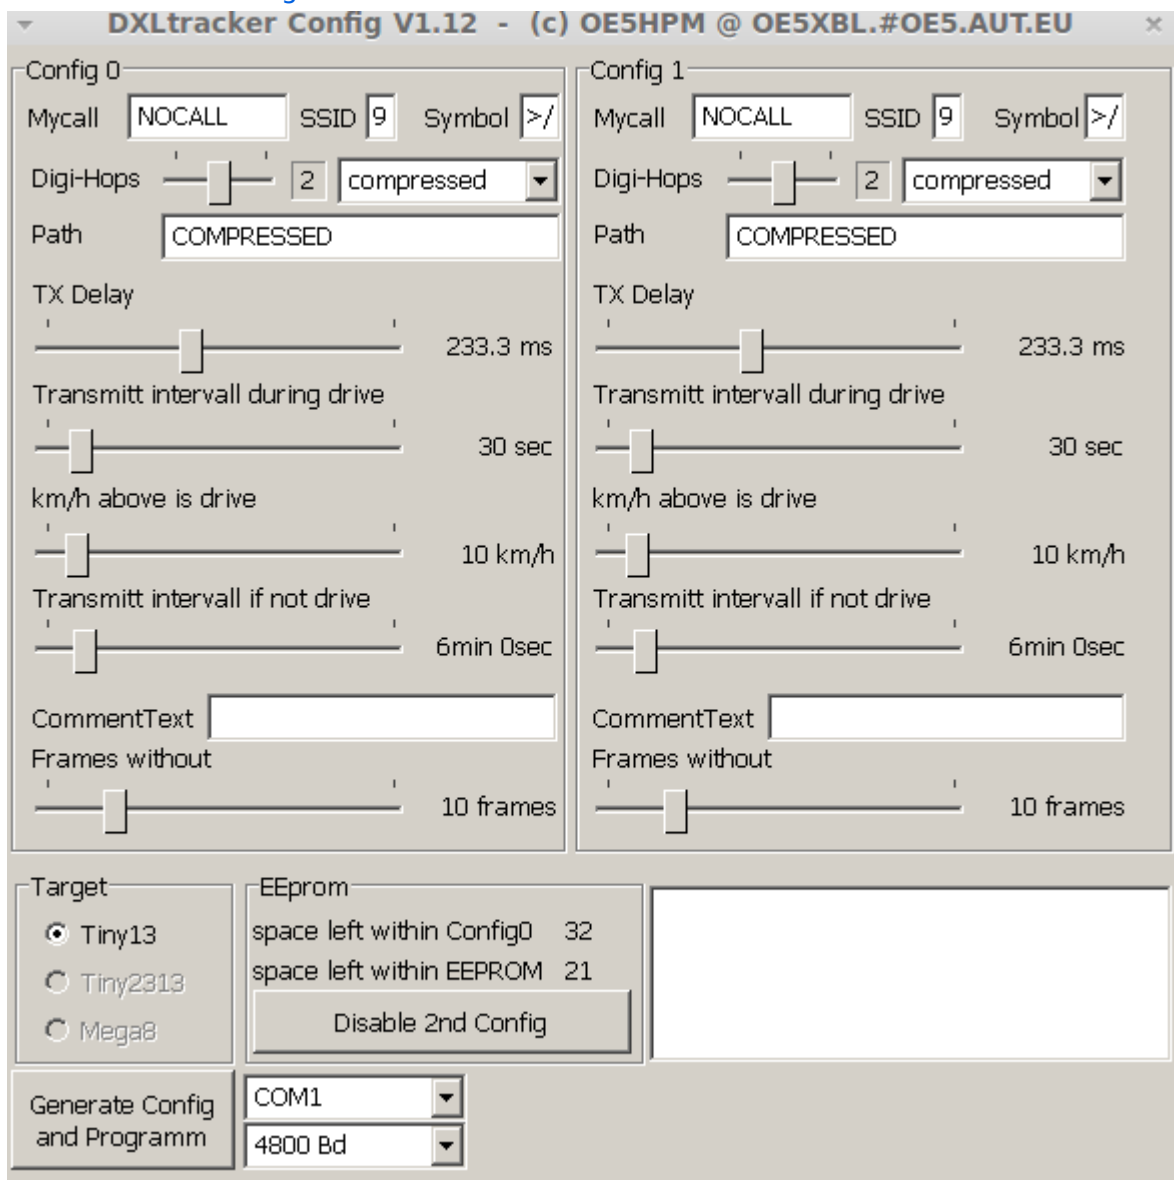 DXLtracker Config V1.12 - (c) OE5HPM @ OE5XBL.#OE5.AUT.EU
Config 0
Mycall NOCALL SSID 9 Symbol >/
Digi-Hops 2 compressed
Path COMPRESSED
TX Delay
233.3 ms
Transmitt intervall during drive
30 sec
km/h above is drive
10 km/h
Transmitt intervall if not drive
6min 0sec
CommentText
Frames without
10 frames
Config 1
Mycall NOCALL SSID 9 Symbol >/
Digi-Hops 2 compressed
Path COMPRESSED
TX Delay
233.3 ms
Transmitt intervall during drive
30 sec
km/h above is drive
10 km/h
Transmitt intervall if not drive
6min 0sec
CommentText
Frames without
10 frames
Target
Tiny13
Tiny2313
Mega8
EEprom
space left within Config0 32
space left within EEPROM 21
Disable 2nd Config
Generate Config
and Programm
COM1
4800 Bd